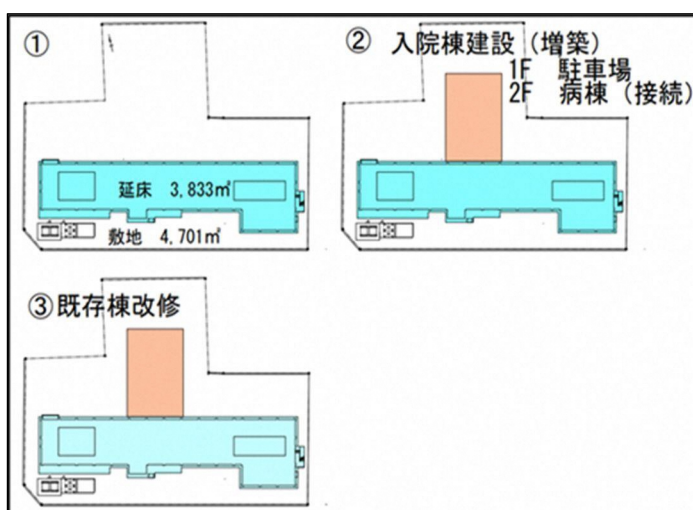 ①
延床 3,833㎡
敷地 4,701㎡
② 入院棟建設（増築）
1F 駐車場
2F 病棟（接続）
③既存棟改修